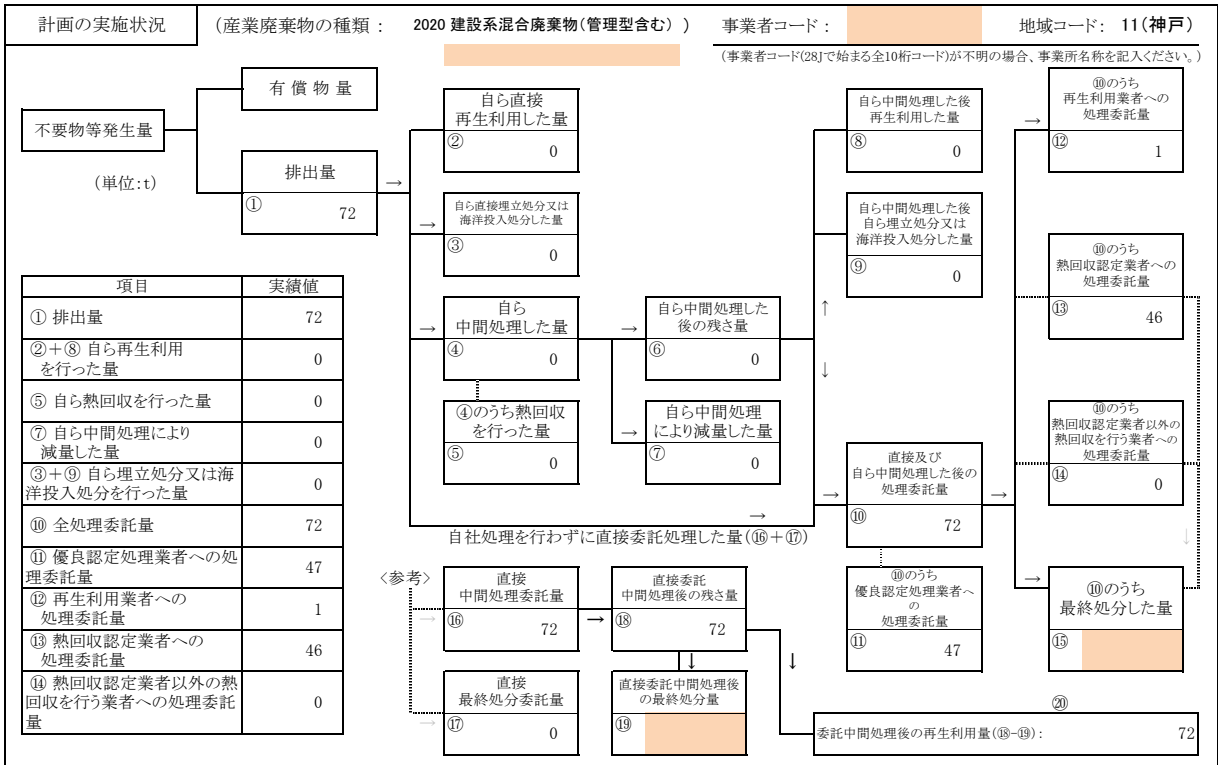 計画の実施状況
(産業廃棄物の種類： 2020 建設系混合廃棄物(管理型含む) )
事業者コード：
地域コード： 11(神戸)
(事業者コード(28Jで始まる全10桁コード)が不明の場合、事業所名称を記入ください。)
不要物等発生量
(単位:t)
有償物量
排出量
① 72
→
自ら直接
再生利用した量
② 0
→
自ら直接埋立処分又は
海洋投入処分した量
③ 0
→
自ら
中間処理した量
④ 0
④のうち熱回収
を行った量
⑤ 0
→
自ら中間処理した
後の残さ量
⑥ 0
→
自ら中間処理
により減量した量
⑦ 0
自ら中間処理した後
再生利用した量
⑧ 0
自ら中間処理した後
自ら埋立処分又は
海洋投入処分した量
⑨ 0
↑
↓
→
直接及び
自ら中間処理した後の
処理委託量
⑩ 72
→
⑩のうち
優良認定処理業者へ
の
処理委託量
⑪ 47
→
⑩のうち
再生利用業者への
処理委託量
⑫ 1
⑩のうち
熱回収認定業者への
処理委託量
⑬ 46
⑩のうち
熱回収認定業者以外の
熱回収を行う業者への
処理委託量
⑭ 0
↓
→
⑩のうち
最終処分した量
⑮
項目 実績値
① 排出量 72
②＋⑧ 自ら再生利用
を行った量 0
⑤ 自ら熱回収を行った量 0
⑦ 自ら中間処理により
減量した量 0
③＋⑨ 自ら埋立処分又は海
洋投入処分を行った量 0
⑩ 全処理委託量 72
⑪ 優良認定処理業者への処
理委託量 47
⑫ 再生利用業者への
処理委託量 1
⑬ 熱回収認定業者への
処理委託量 46
⑭ 熱回収認定業者以外の熱
回収を行う業者への処理委託
量 0
→
自社処理を行わずに直接委託処理した量(⑯＋⑰)
〈参考〉
→
直接
中間処理委託量
⑯ 72
→
直接委託
中間処理後の残さ量
⑱ 72
→
直接
最終処分委託量
⑰ 0
↓
直接委託中間処理後
の最終処分量
⑲
↓
⑳
委託中間処理後の再生利用量(⑱-⑲)： 72